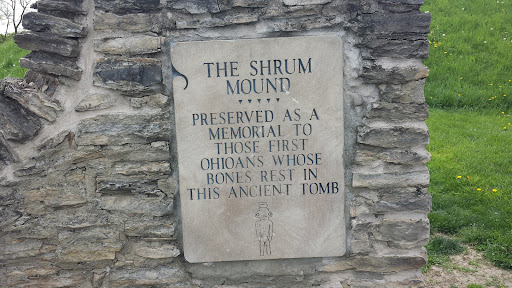 THE SHRUM
MOUND
PRESERVED AS A
MEMORIAL TO
THOSE FIRST
OHIOANS WHOSE
BONES REST IN
THIS ANCIENT TOMB